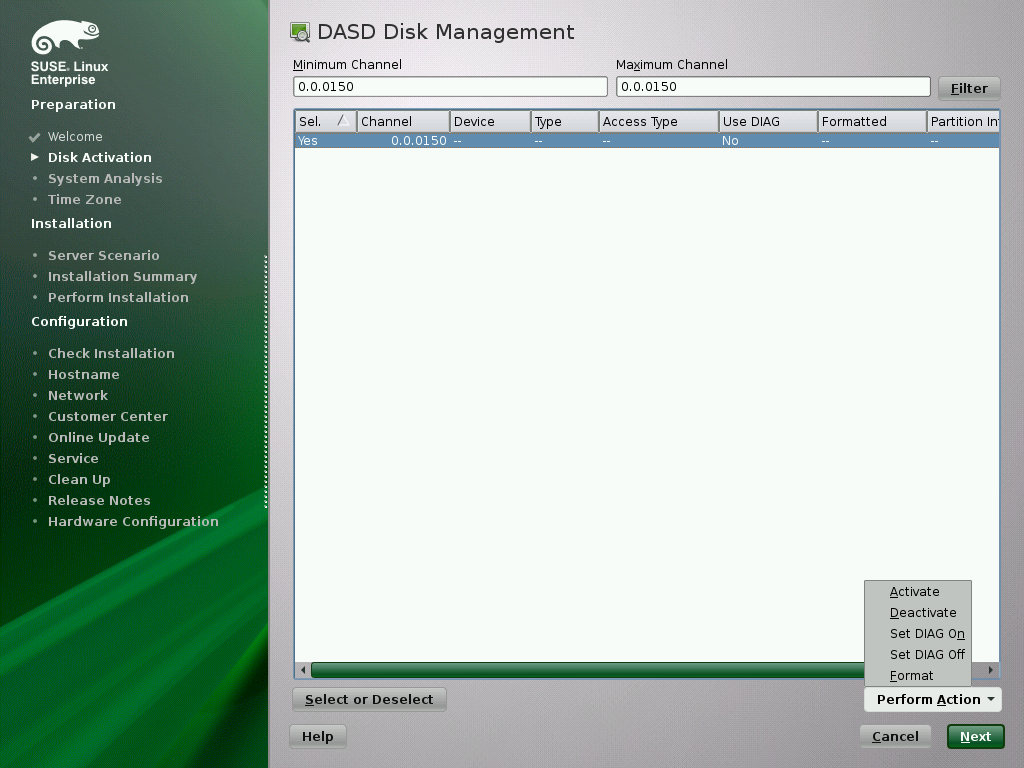 SUSE. Linux
Enterprise
Preparation
Welcome
Disk Activation
System Analysis
Time Zone
Installation
Server Scenario
Installation Summary
Perform Installation
Configuration
Check Installation
Hostname
Network
Customer Center
Online Update
Service
Clean Up
Release Notes
Hardware Configuration
DASD Disk Management
Minimum Channel Maximum Channel
0.0.0150 0.0.0150 Filter
Sel. Channel Device Type Access Type Use DIAG Formatted Partition In
Yes 0.0.0150 -- -- -- No -- --
Activate
Deactivate
Set DIAG On
Set DIAG Off
Format
Select or Deselect Perform Action
Help Cancel Next